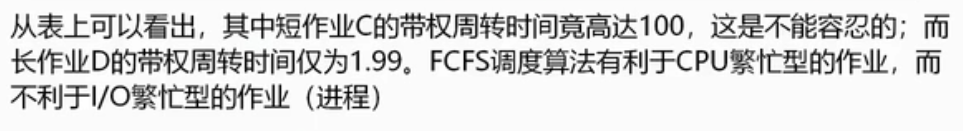 从表上可以看出，其中短作业C的带权周转时间竟高达100，这是不能容忍的；而
长作业D的带权周转时间仅为1.99。FCFS调度算法有利于CPU繁忙型的作业，而
不利于I/O繁忙型的作业（进程）